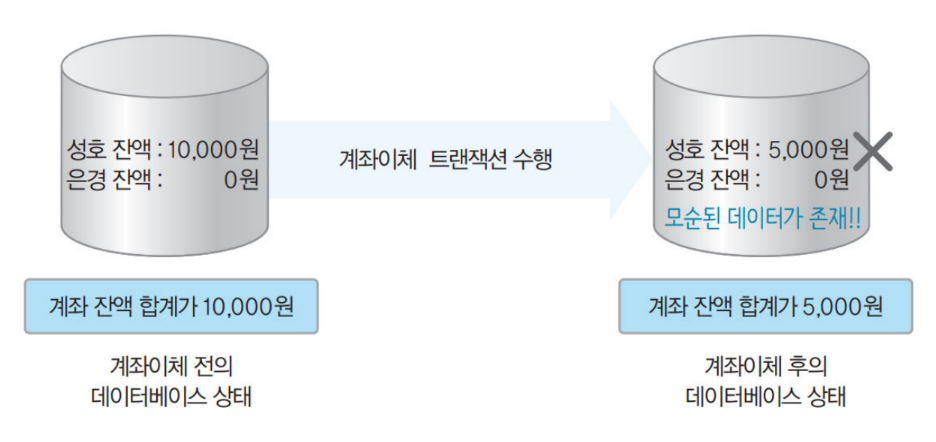 성호 잔액 : 10,000원
은경 잔액 : 0원
계좌이체 트랜잭션 수행
성호 잔액 : 5,000원
은경 잔액 : 0원
모순된 데이터가 존재!!
계좌 잔액 합계가 10,000원
계좌 잔액 합계가 5,000원
계좌이체 전의
데이터베이스 상태
계좌이체 후의
데이터베이스 상태